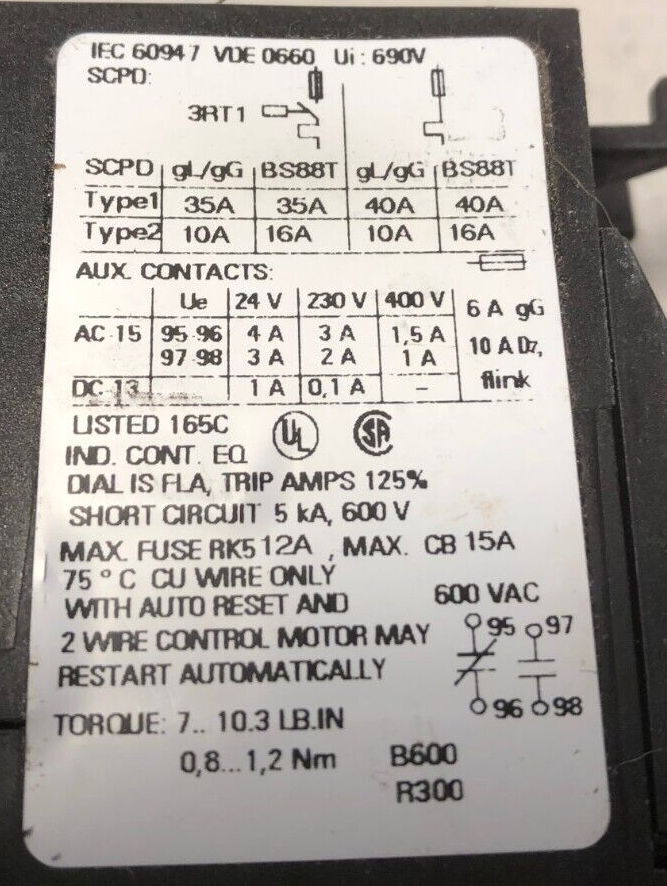 IEC 60947 VDE 0660 Ui: 690V
SCPD:
3RT1
SCPD gL/gG BS88T gL/gG BS88T
Type1 35A 35A 40A 40A
Type2 10A 16A 10A 16A
AUX. CONTACTS:
Ue 24 V 230 V 400 V
AC-15 95-96 4 A 3 A 1,5 A
97-98 3 A 2 A 1 A
DC-13 1 A 0,1 A –
6 A gG
10 A Dz,
flink
LISTED 165C UL SA
IND. CONT. EQ
DIAL IS FLA, TRIP AMPS 125%
SHORT CIRCUIT 5 kA, 600 V
MAX. FUSE RK5 12A , MAX. CB 15A
75 °C CU WIRE ONLY
WITH AUTO RESET AND 600 VAC
2 WIRE CONTROL MOTOR MAY
RESTART AUTOMATICALLY
95 97
96 98
TORQUE: 7.. 10.3 LB.IN
0,8...1,2 Nm B600
R300